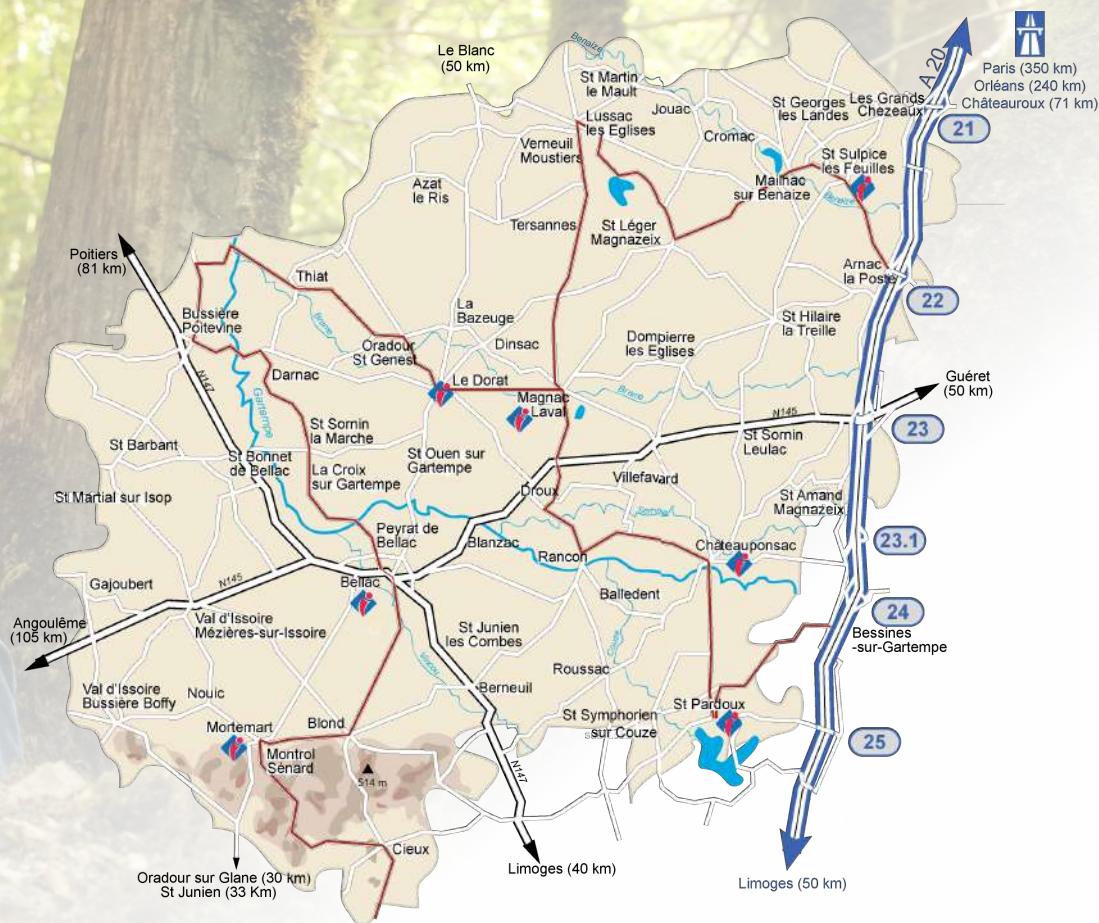 Le Blanc
(50 km)
Benaize
St Martin
le Mault
Jouac
Lussac
les Eglises
Cromac
St Georges
les Landes
Les Grands
Chezeaux
A 20
Paris (350 km)
Orléans (240 km)
Châteauroux (71 km)
21
Verneuil
Moustiers
Azat
le Ris
Tersannes
St Léger
Magnazeix
Mailhac
sur Benaize
St Sulpice
les Feuilles
Benaize
Arnac
la Poste
22
Poitiers
(81 km)
Thiat
Bussière
Poitevine
Brame
La
Bazeuge
Oradour
St Genest
Dinsac
Dompierre
les Eglises
St Hilaire
la Treille
N147
Darnac
Gartempe
Le Dorat
Magnac
Laval
Brame
Guéret
(50 km)
N145
23
St Barbant
St Sornin
la Marche
St Sornin
Leulac
St Bonnet
de Bellac
La Croix
sur Gartempe
St Ouen sur
Gartempe
Villefavard
St Martial sur Isop
Droux
St Amand
Magnazeix
Semme
Peyrat de
Bellac
Blanzac
Rancon
Châteauponsac
23.1
Gajoubert
N145
Bellac
Balledent
24
Angoulême
(105 km)
Val d'Issoire
Mézières-sur-Issoire
St Junien
les Combes
Couze
Bessines
-sur-Gartempe
Vincou
Roussac
Val d'Issoire
Bussière Boffy
Nouic
Berneuil
Mortemart
Blond
St Symphorien
sur Couze
St Pardoux
25
Montrol
Sénard
514 m
N147
Cieux
Oradour sur Glane (30 km)
St Junien (33 Km)
Limoges (40 km)
Limoges (50 km)